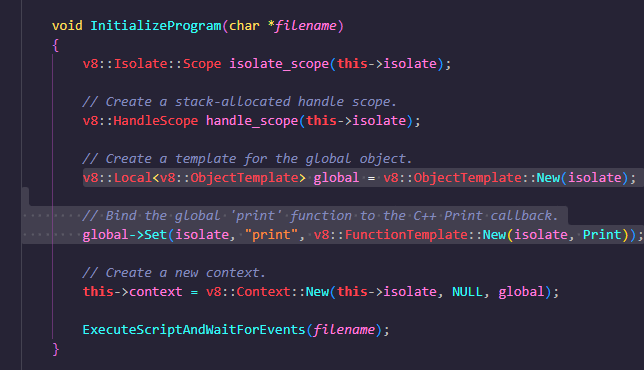 void InitializeProgram(char *filename)
{
v8::Isolate::Scope isolate_scope(this->isolate);
// Create a stack-allocated handle scope.
v8::HandleScope handle_scope(this->isolate);
// Create a template for the global object.
v8::Local<v8::ObjectTemplate> global = v8::ObjectTemplate::New(isolate);
// Bind the global 'print' function to the C++ Print callback.
global->Set(isolate, "print", v8::FunctionTemplate::New(isolate, Print));
// Create a new context.
this->context = v8::Context::New(this->isolate, NULL, global);
ExecuteScriptAndWaitForEvents(filename);
}